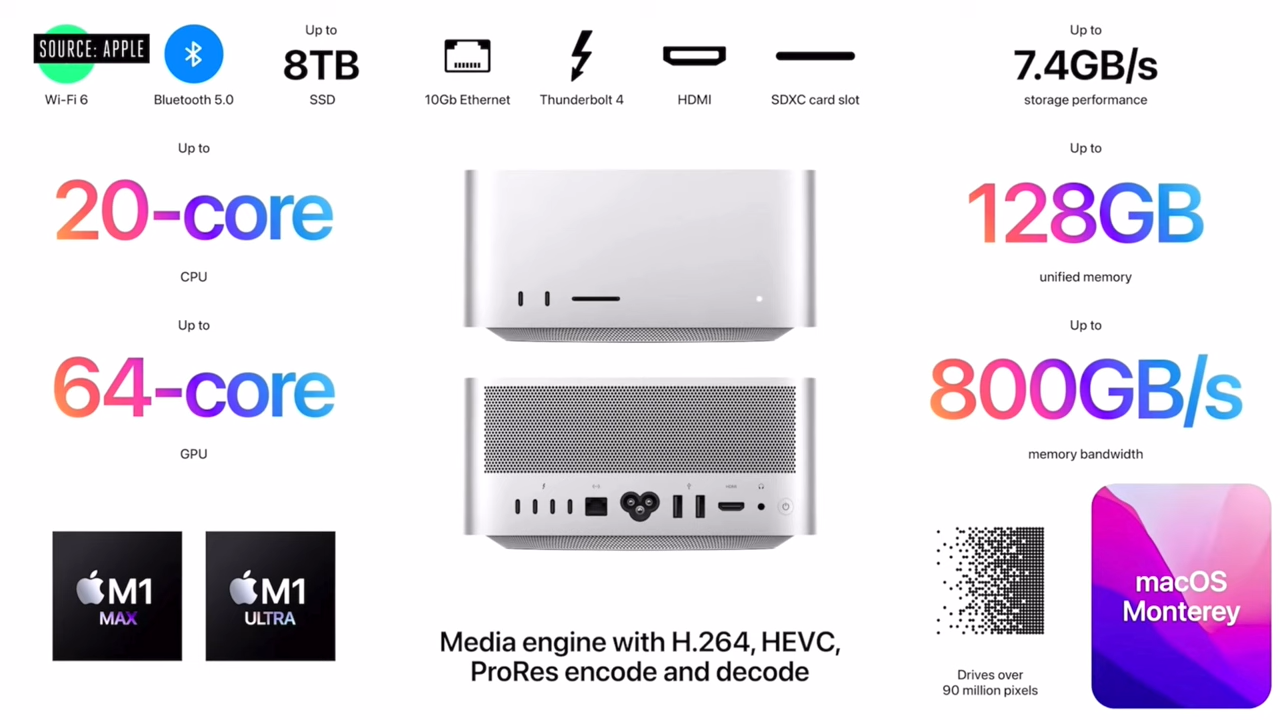 SOURCE: APPLE
Wi-Fi 6
Bluetooth 5.0
Up to
8TB
SSD
10Gb Ethernet
Thunderbolt 4
HDMI
SDXC card slot
Up to
7.4GB/s
storage performance
Up to
20-core
CPU
Up to
128GB
unified memory
Up to
64-core
GPU
Up to
800GB/s
memory bandwidth
M1
MAX
M1
ULTRA
Media engine with H.264, HEVC,
ProRes encode and decode
Drives over
90 million pixels
macOS
Monterey